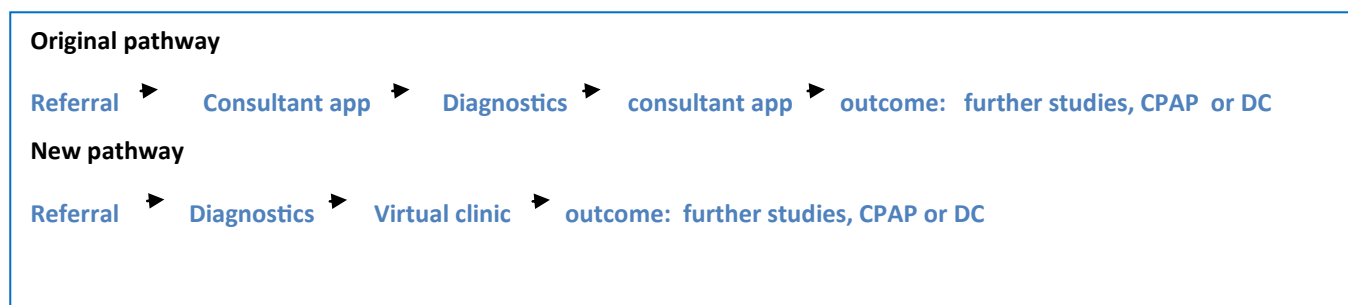 Original pathway
Referral Consultant app Diagnostics consultant app outcome: further studies, CPAP or DC
New pathway
Referral Diagnostics Virtual clinic outcome: further studies, CPAP or DC